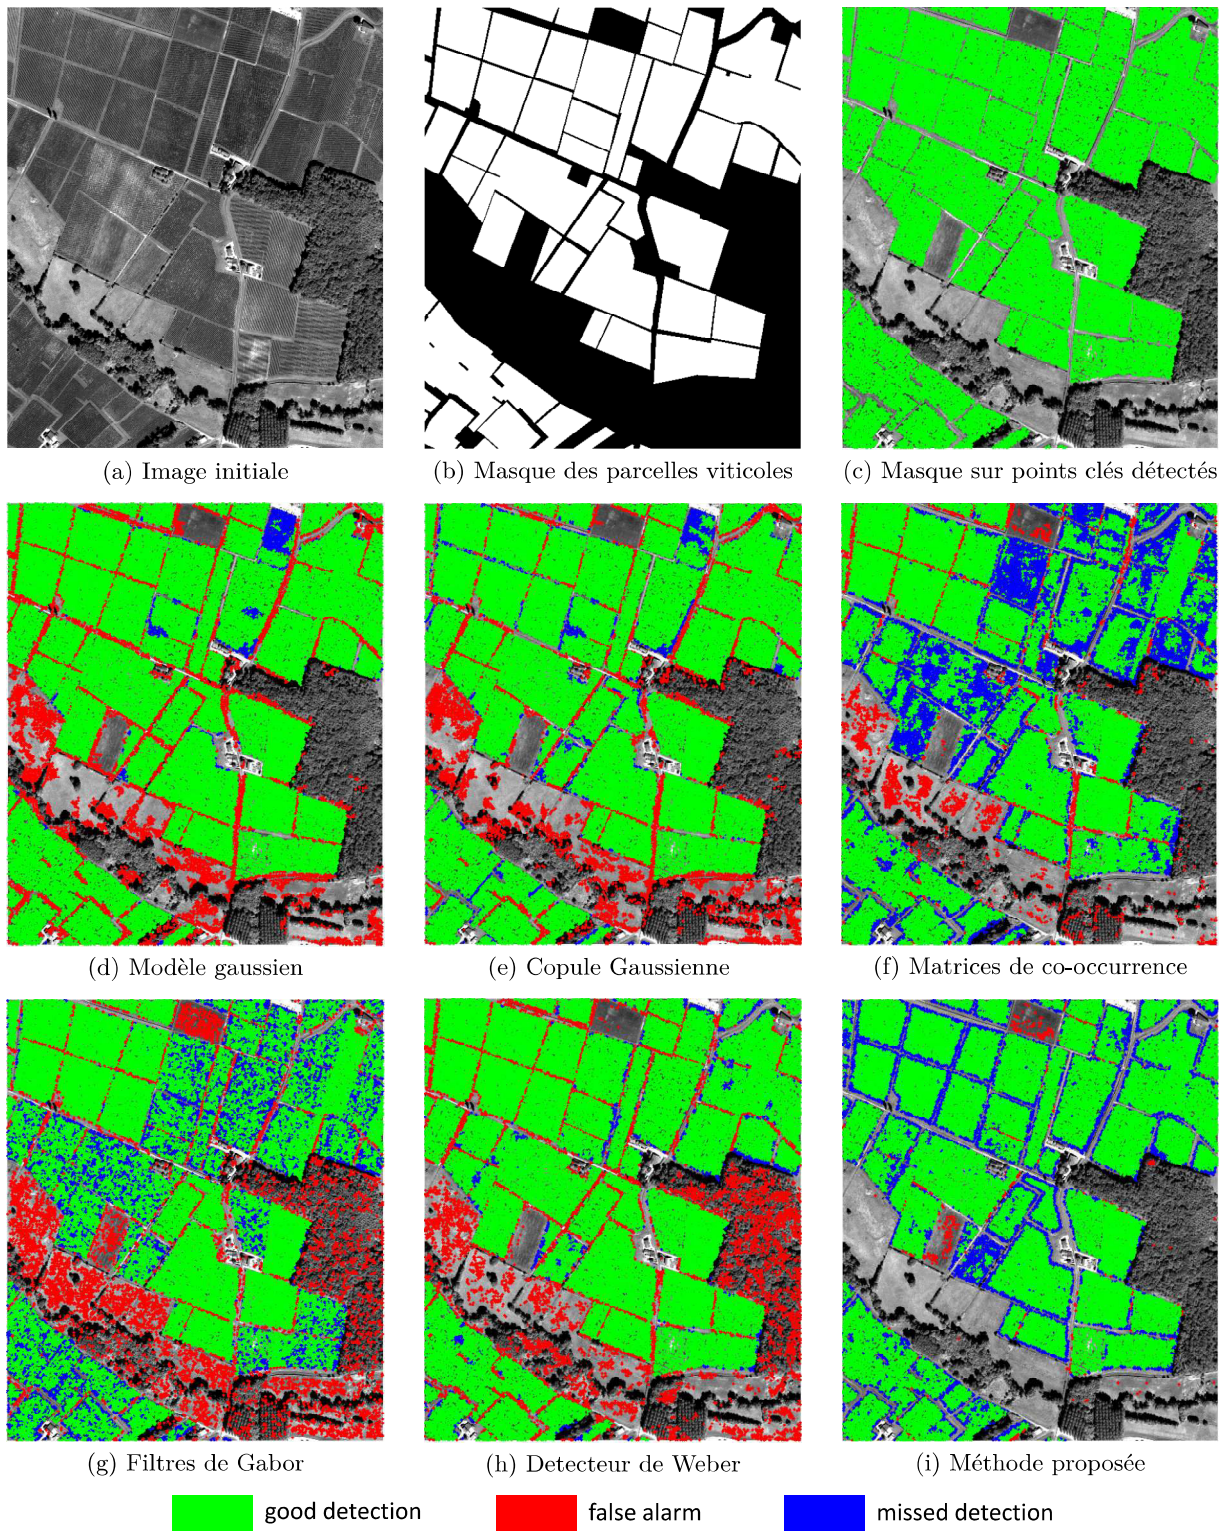 (a) Image initiale
(b) Masque des parcelles viticoles
(c) Masque sur points clés détectés
(d) Modèle gaussien
(e) Copule Gaussienne
(f) Matrices de co-occurrence
(g) Filtres de Gabor
(h) Detecteur de Weber
(i) Méthode proposée
good detection
false alarm
missed detection